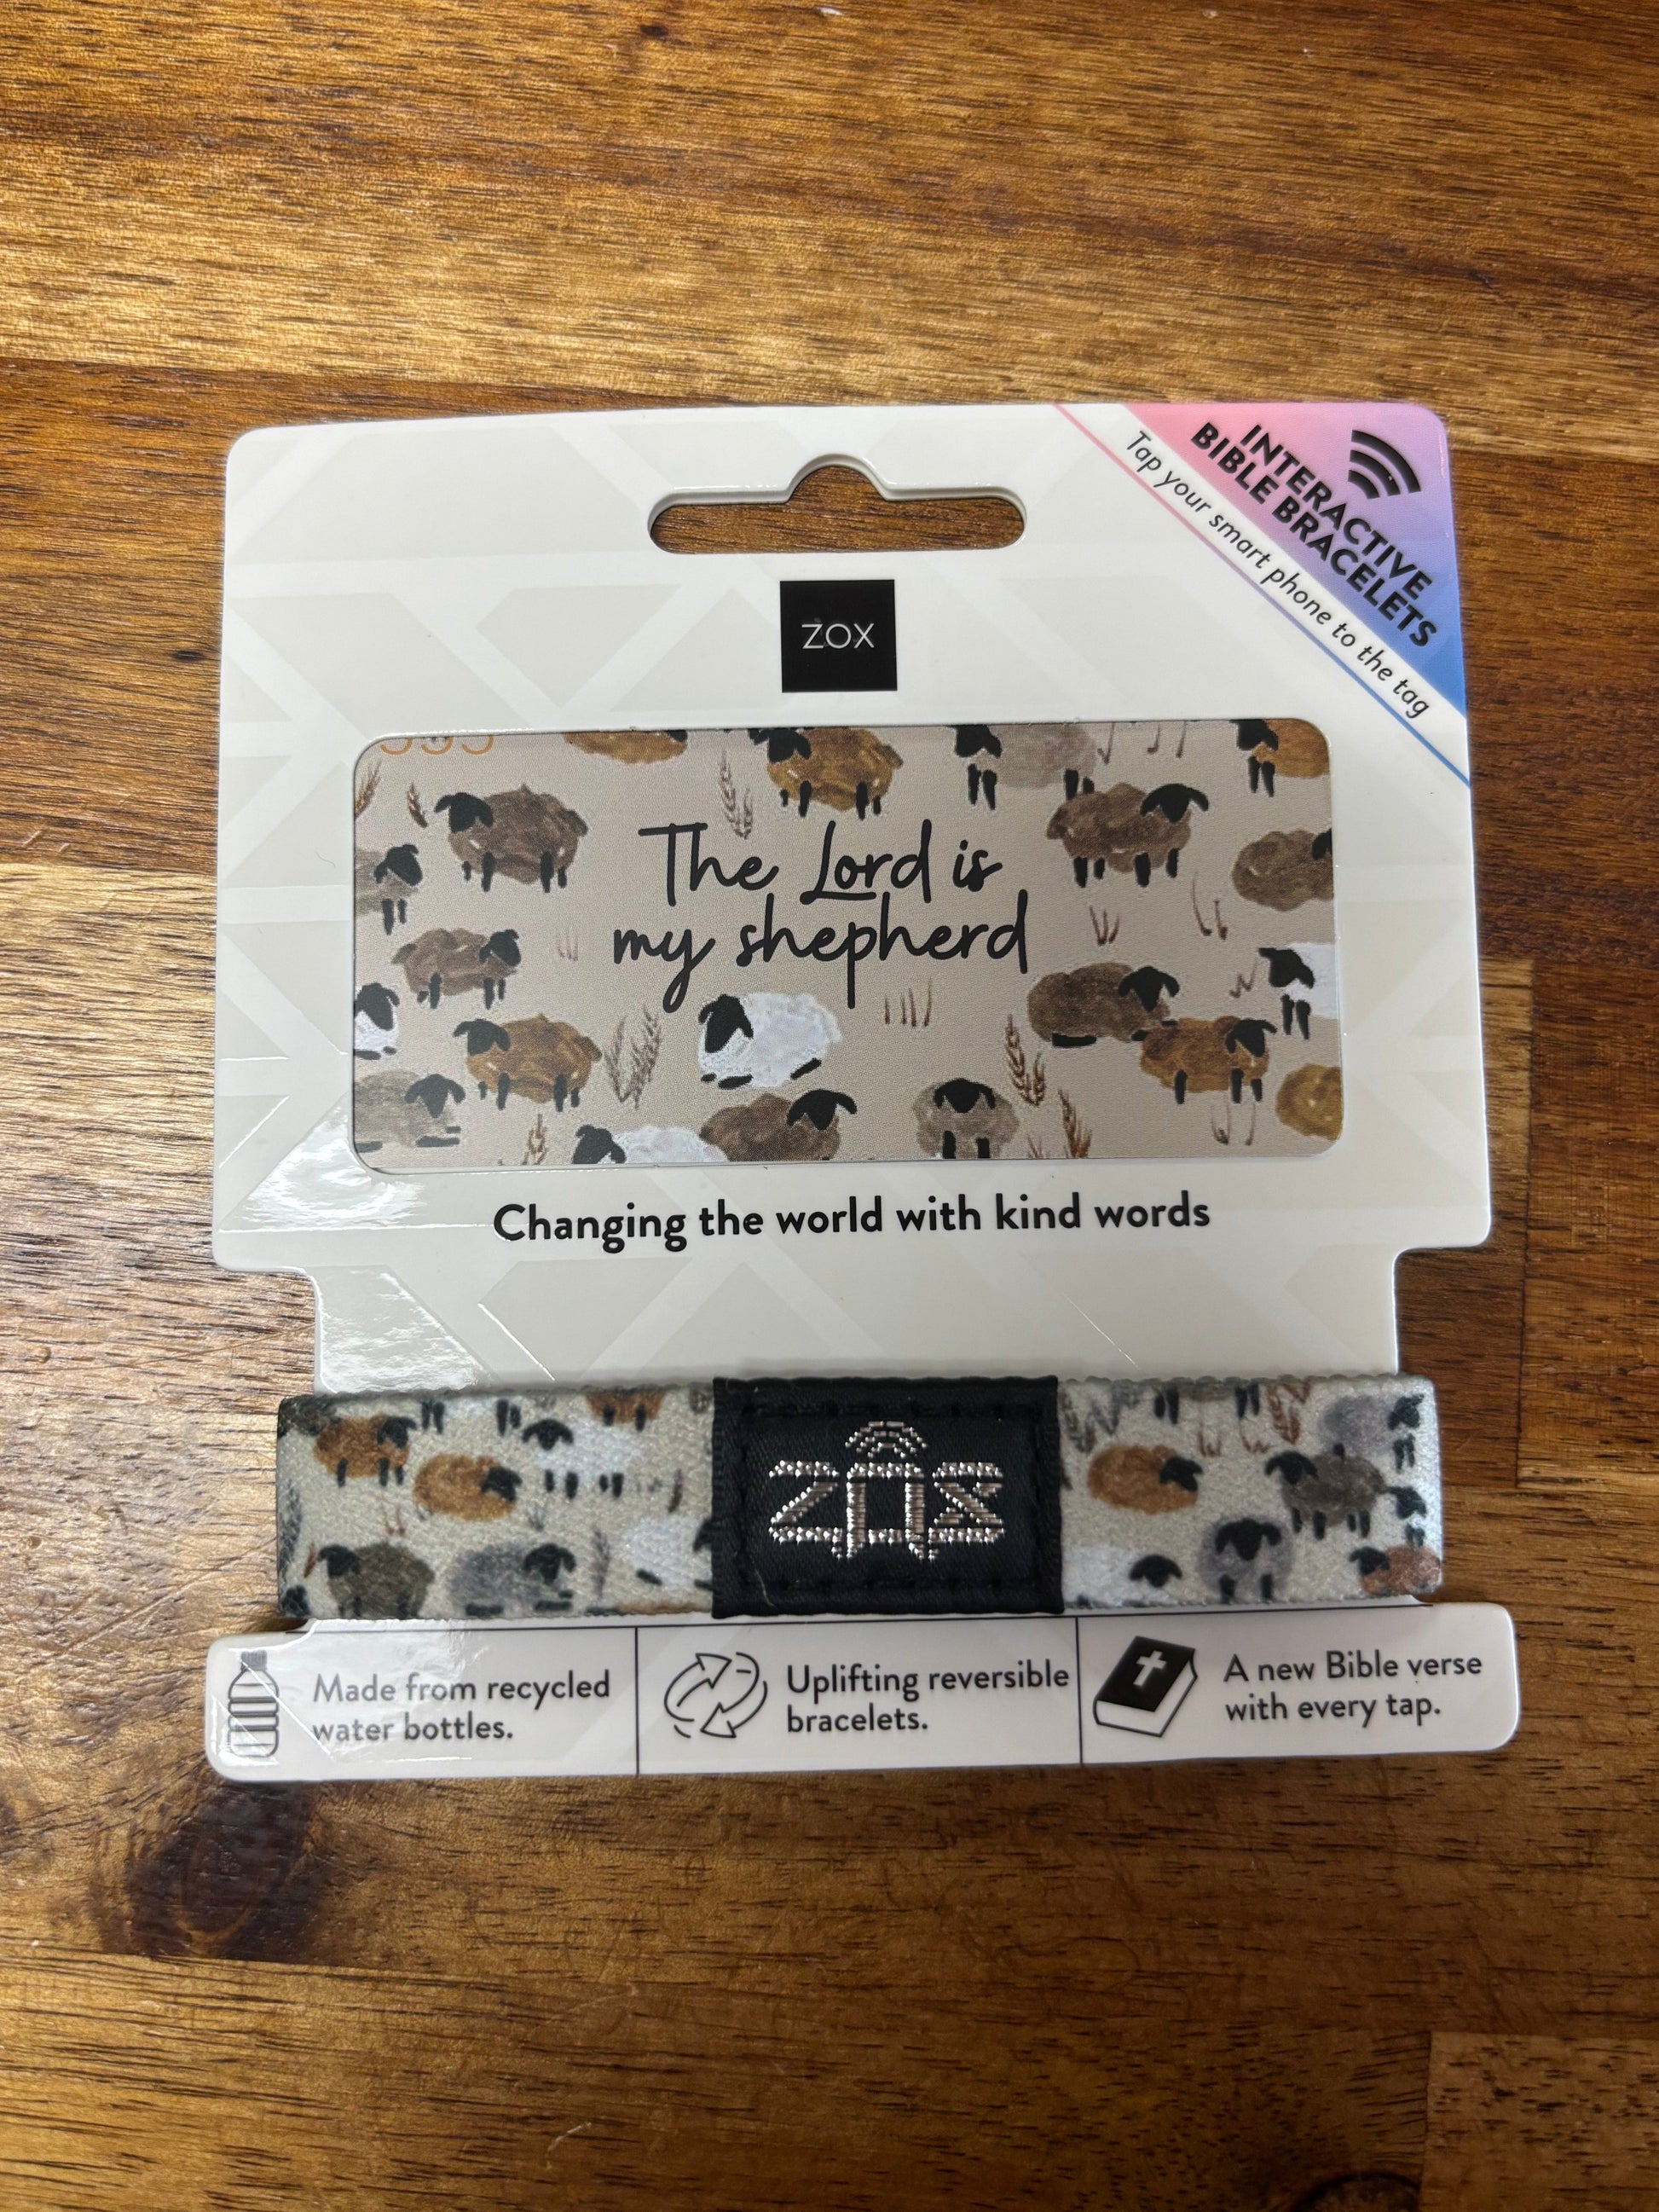 INTERACTIVE
BIBLE BRACELETS
Tap your smart phone to the tag
ZOX
The Lord is
my shepherd
Changing the world with kind words
ZOX
Made from recycled
water bottles.
Uplifting reversible
bracelets.
A new Bible verse
with every tap.